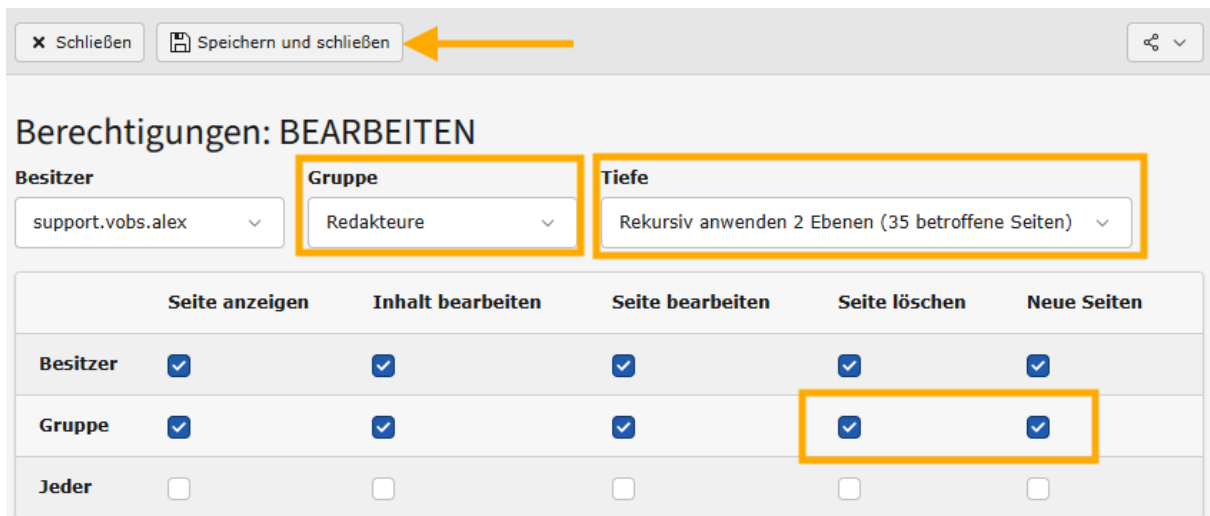 Schließen Speichern und schließen
Berechtigungen: BEARBEITEN
Besitzer Gruppe Tiefe
support.vobs.alex Redakteure Rekursiv anwenden 2 Ebenen (35 betroffene Seiten)
Seite anzeigen Inhalt bearbeiten Seite bearbeiten Seite löschen Neue Seiten
Besitzer
Gruppe
Jeder